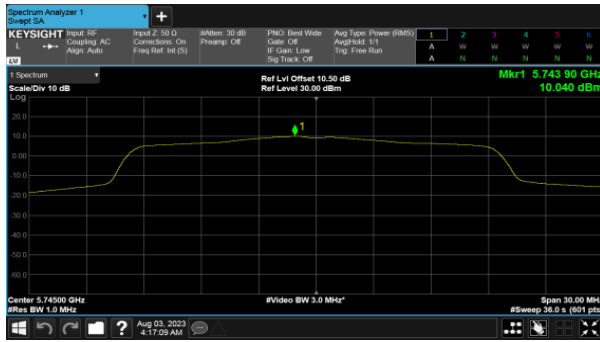 Spectrum Analyzer 1
Swept SA
KEYSIGHT Input: RF Input Z: 50 Ω #Atten: 30 dB PNO: Best Wide Avg Type: Power (RMS) 1 2 3 4 5 6
L Coupling: AC Corrections: On Preamp: Off Gate: Off Avg|Hold: 1/1 A W W W W W
Align: Auto Freq Ref: Int (S) IF Gain: Low Trig: Free Run
Sig Track: Off A N N N N N
LXI
1 Spectrum Ref Lvl Offset 10.50 dB Mkr1 5.743 90 GHz
Scale/Div 10 dB Ref Level 30.00 dBm 10.040 dBm
Log
20.0
10.0
0.00
-10.0
-20.0
-30.0
-40.0
-50.0
-60.0
1
Center 5.74500 GHz #Video BW 3.0 MHz* Span 30.00 MHz
#Res BW 1.0 MHz #Sweep 36.0 s (601 pts)
? Aug 03, 2023
4:17:09 AM